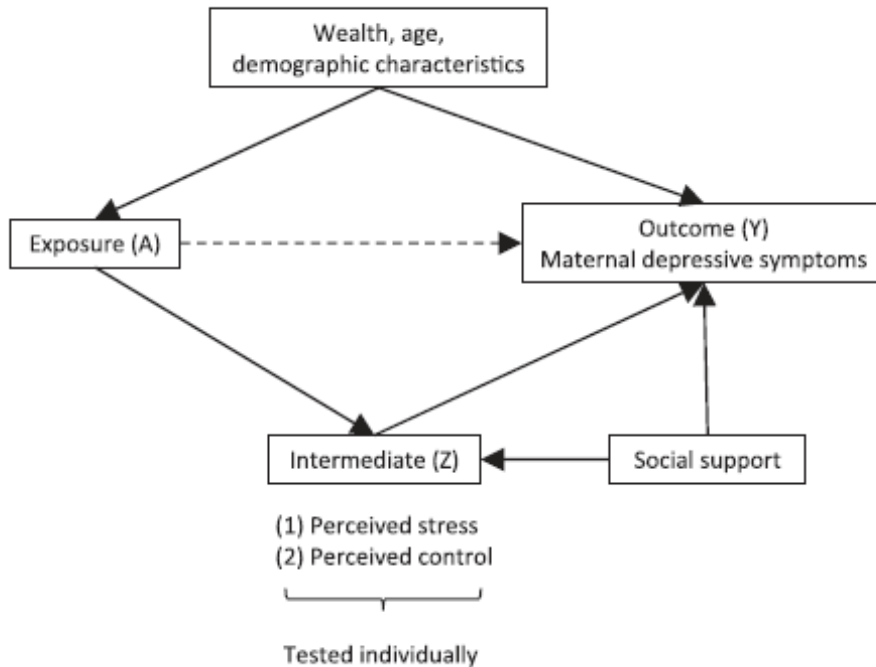 Wealth, age,
demographic characteristics
Exposure (A)
Outcome (Y)
Maternal depressive symptoms
Intermediate (Z)
Social support
(1) Perceived stress
(2) Perceived control
Tested individually